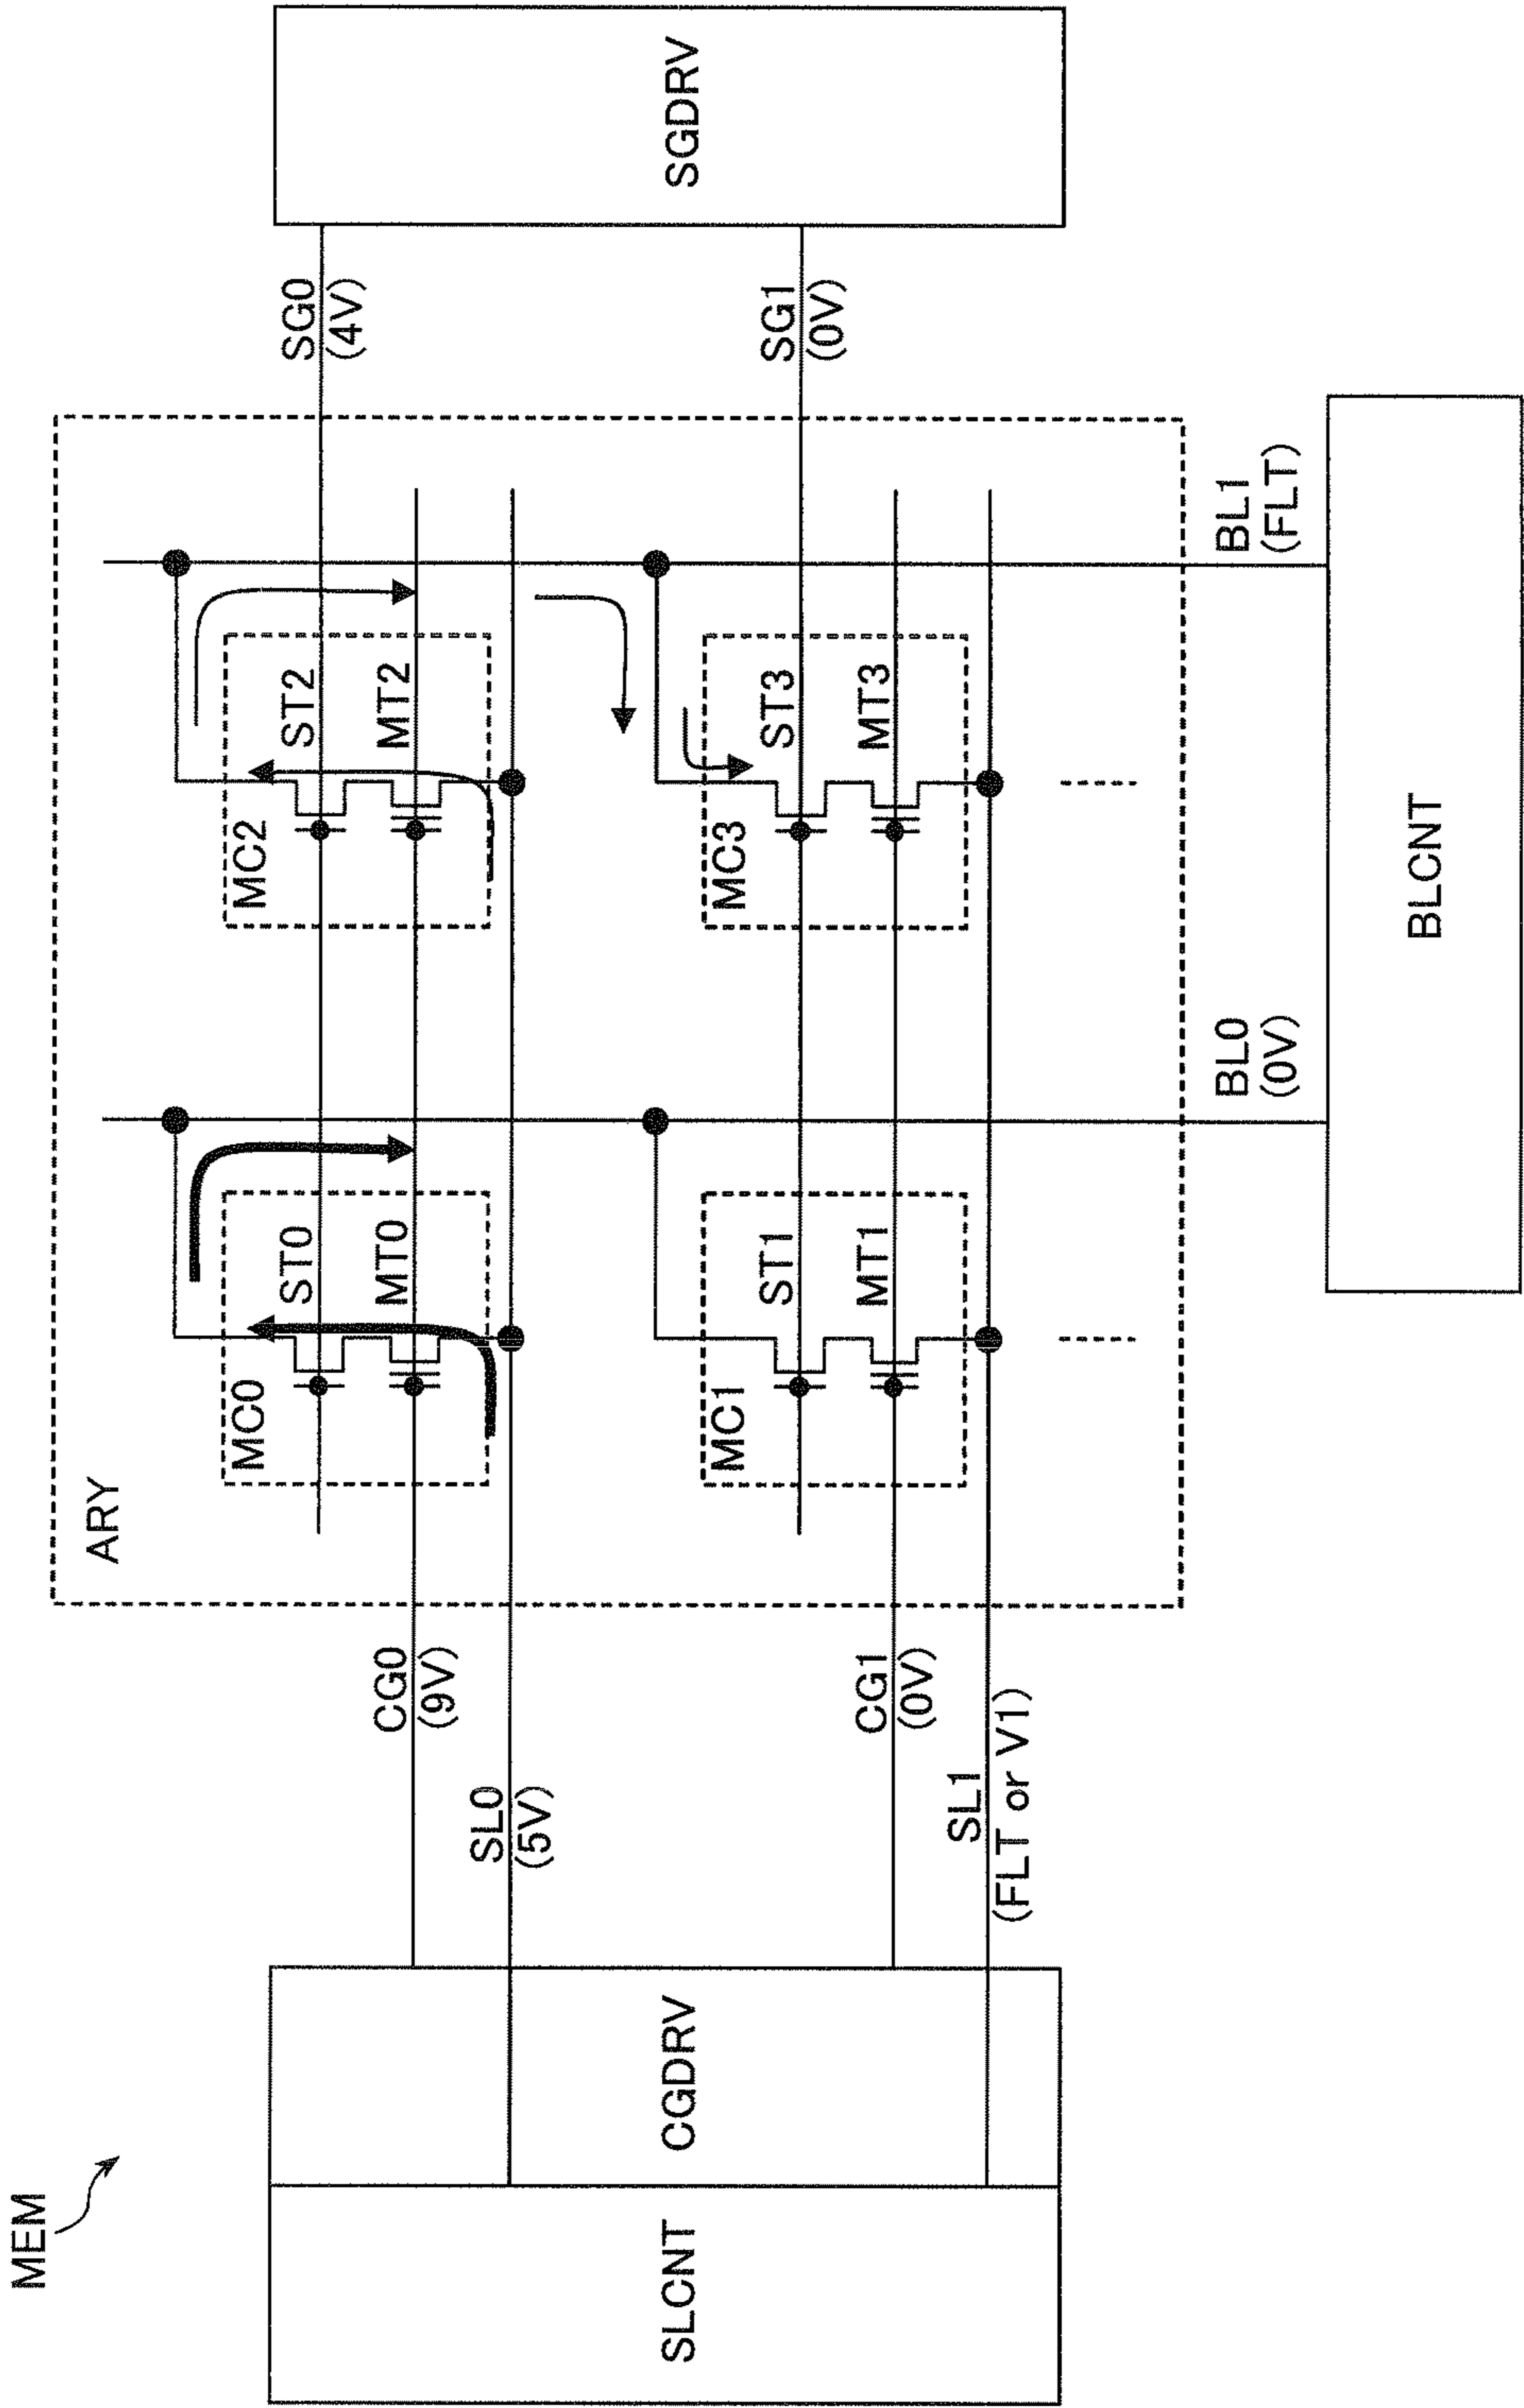 MEM
ARY
SLCNT
CGDRV
SGDRV
BLCNT
CG0
(9V)
SL0
(5V)
CG1
(0V)
SL1
(FLT or V1)
MC0
ST0
MT0
MC2
ST2
MT2
SG0
(4V)
MC1
ST1
MT1
MC3
ST3
MT3
SG1
(0V)
BL0
(0V)
BL1
(FLT)